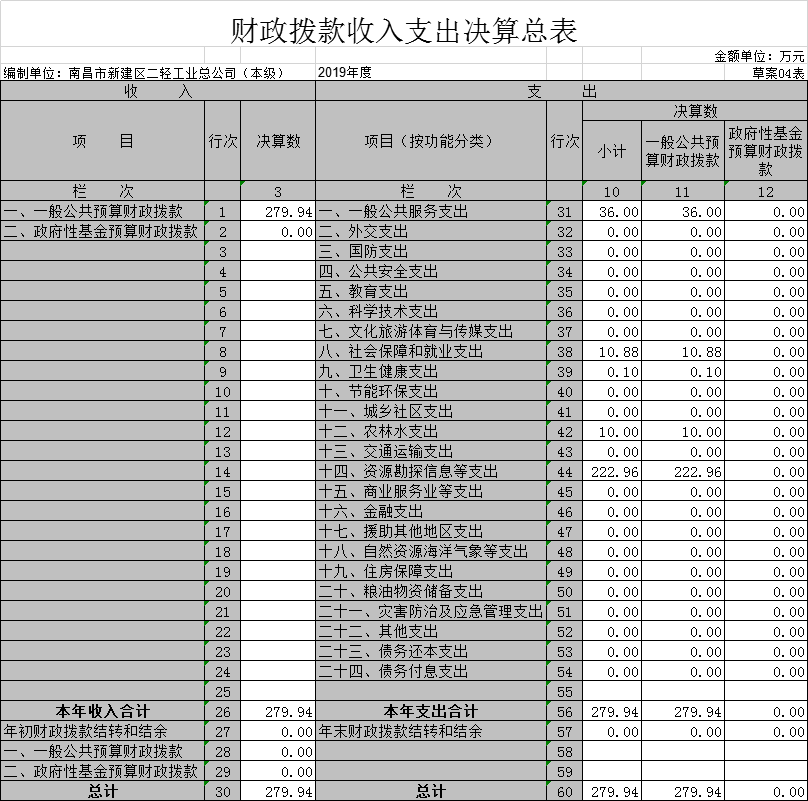 财政拨款收入支出决算总表
金额单位：万元
编制单位：南昌市新建区二轻工业总公司（本级） 2019年度 草案04表
收 入 支 出
项 目 行次 决算数 项目（按功能分类） 行次 决算数
小计 一般公共预算财政拨款 政府性基金预算财政拨款
栏 次 3 栏 次 10 11 12
一、一般公共预算财政拨款 1 279.94 一、一般公共服务支出 31 36.00 36.00 0.00
二、政府性基金预算财政拨款 2 0.00 二、外交支出 32 0.00 0.00 0.00
3 三、国防支出 33 0.00 0.00 0.00
4 四、公共安全支出 34 0.00 0.00 0.00
5 五、教育支出 35 0.00 0.00 0.00
6 六、科学技术支出 36 0.00 0.00 0.00
7 七、文化旅游体育与传媒支出 37 0.00 0.00 0.00
8 八、社会保障和就业支出 38 10.88 10.88 0.00
9 九、卫生健康支出 39 0.10 0.10 0.00
10 十、节能环保支出 40 0.00 0.00 0.00
11 十一、城乡社区支出 41 0.00 0.00 0.00
12 十二、农林水支出 42 10.00 10.00 0.00
13 十三、交通运输支出 43 0.00 0.00 0.00
14 十四、资源勘探信息等支出 44 222.96 222.96 0.00
15 十五、商业服务业等支出 45 0.00 0.00 0.00
16 十六、金融支出 46 0.00 0.00 0.00
17 十七、援助其他地区支出 47 0.00 0.00 0.00
18 十八、自然资源海洋气象等支出 48 0.00 0.00 0.00
19 十九、住房保障支出 49 0.00 0.00 0.00
20 二十、粮油物资储备支出 50 0.00 0.00 0.00
21 二十一、灾害防治及应急管理支出 51 0.00 0.00 0.00
22 二十二、其他支出 52 0.00 0.00 0.00
23 二十三、债务还本支出 53 0.00 0.00 0.00
24 二十四、债务付息支出 54 0.00 0.00 0.00
25 55
本年收入合计 26 279.94 本年支出合计 56 279.94 279.94 0.00
年初财政拨款结转和结余 27 0.00 年末财政拨款结转和结余 57 0.00 0.00 0.00
一、一般公共预算财政拨款 28 0.00 58
二、政府性基金预算财政拨款 29 0.00 59
总计 30 279.94 总计 60 279.94 279.94 0.00